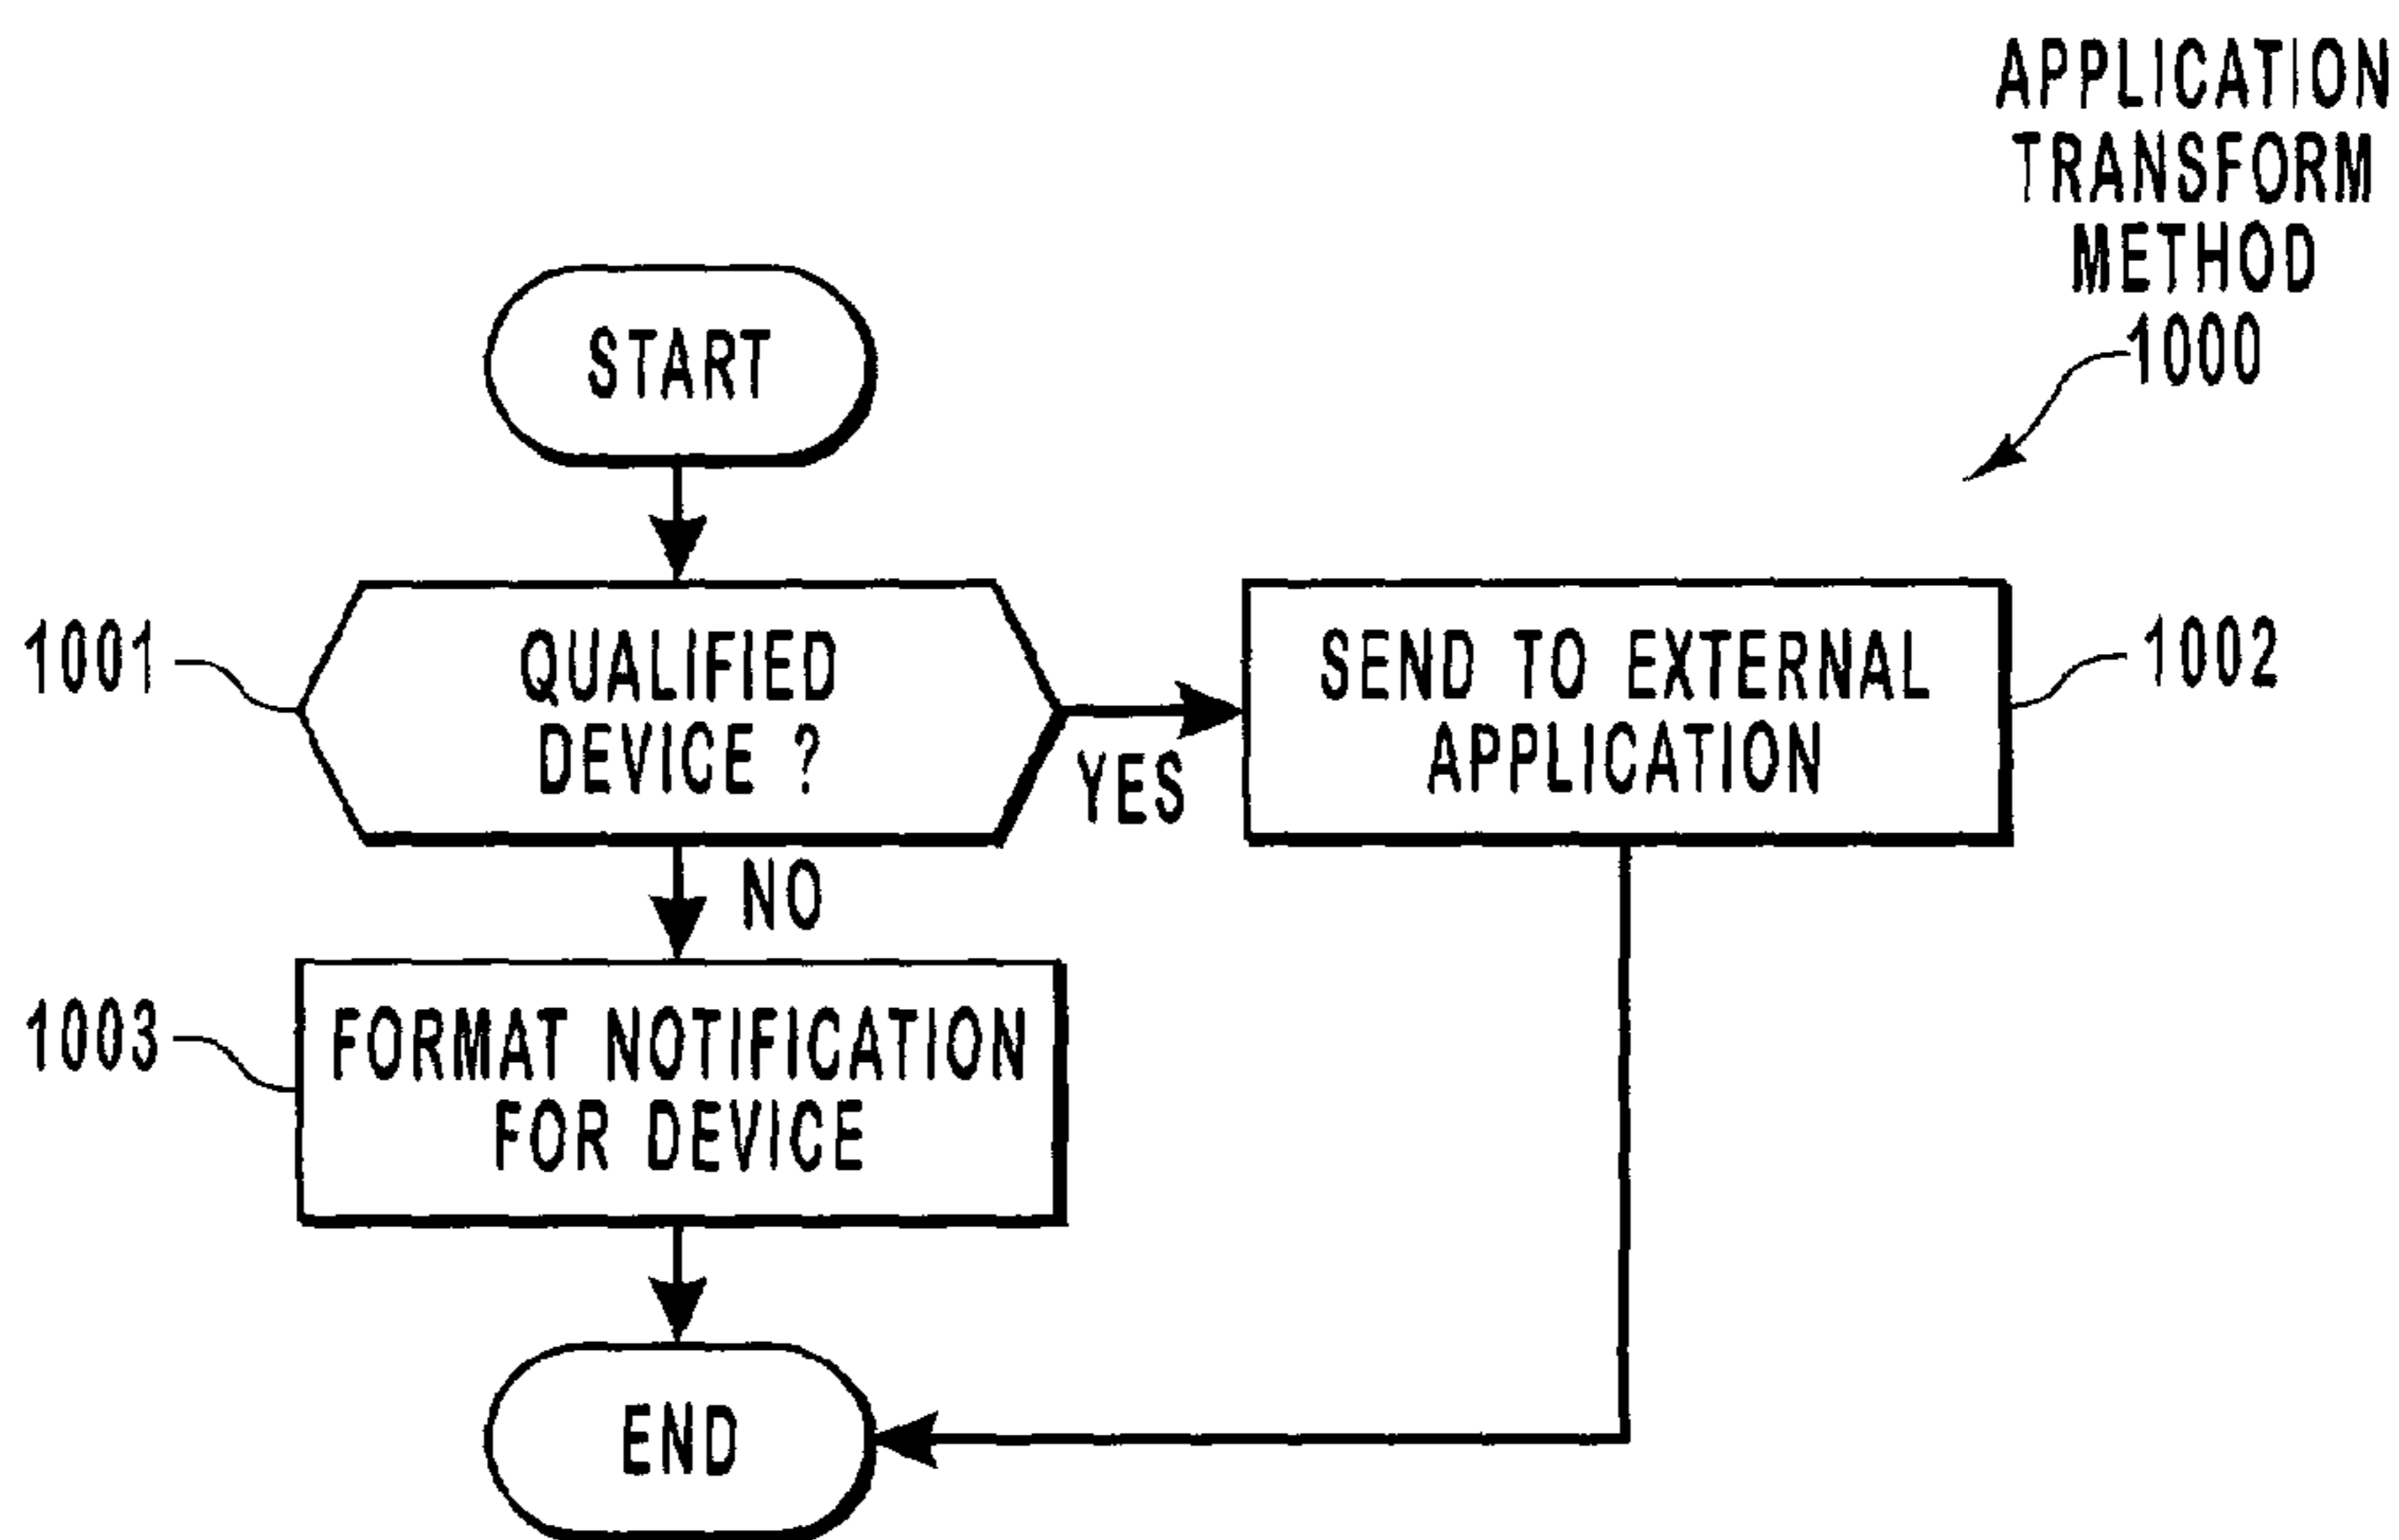 APPLICATION
TRANSFORM
METHOD
1000
START
1001
QUALIFIED
DEVICE ?
YES
SEND TO EXTERNAL
APPLICATION
1002
NO
1003
FORMAT NOTIFICATION
FOR DEVICE
END